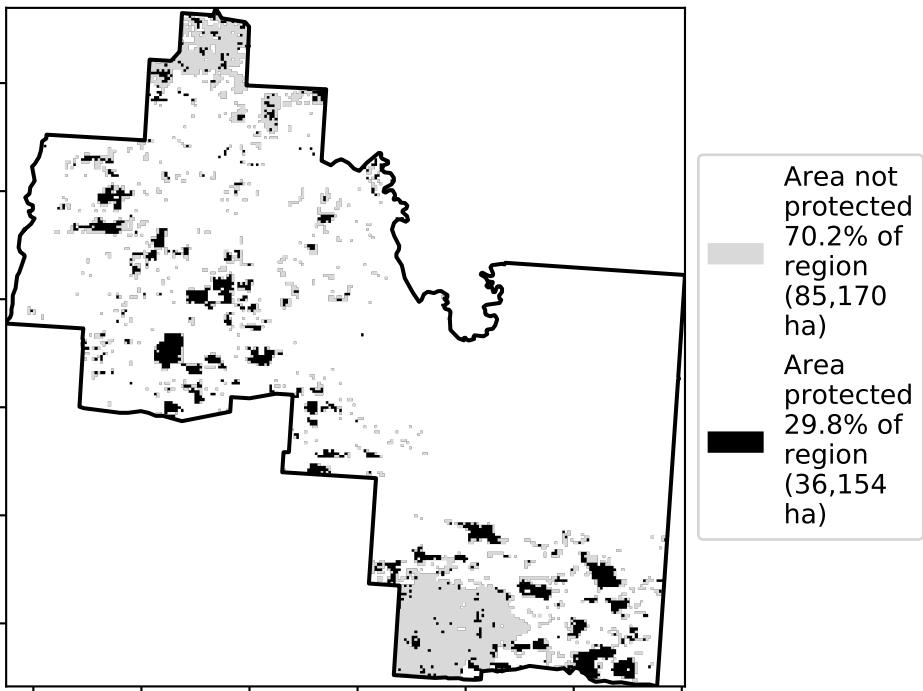 Area not
protected
70.2% of
region
(85,170
ha)
Area
protected
29.8% of
region
(36,154
ha)